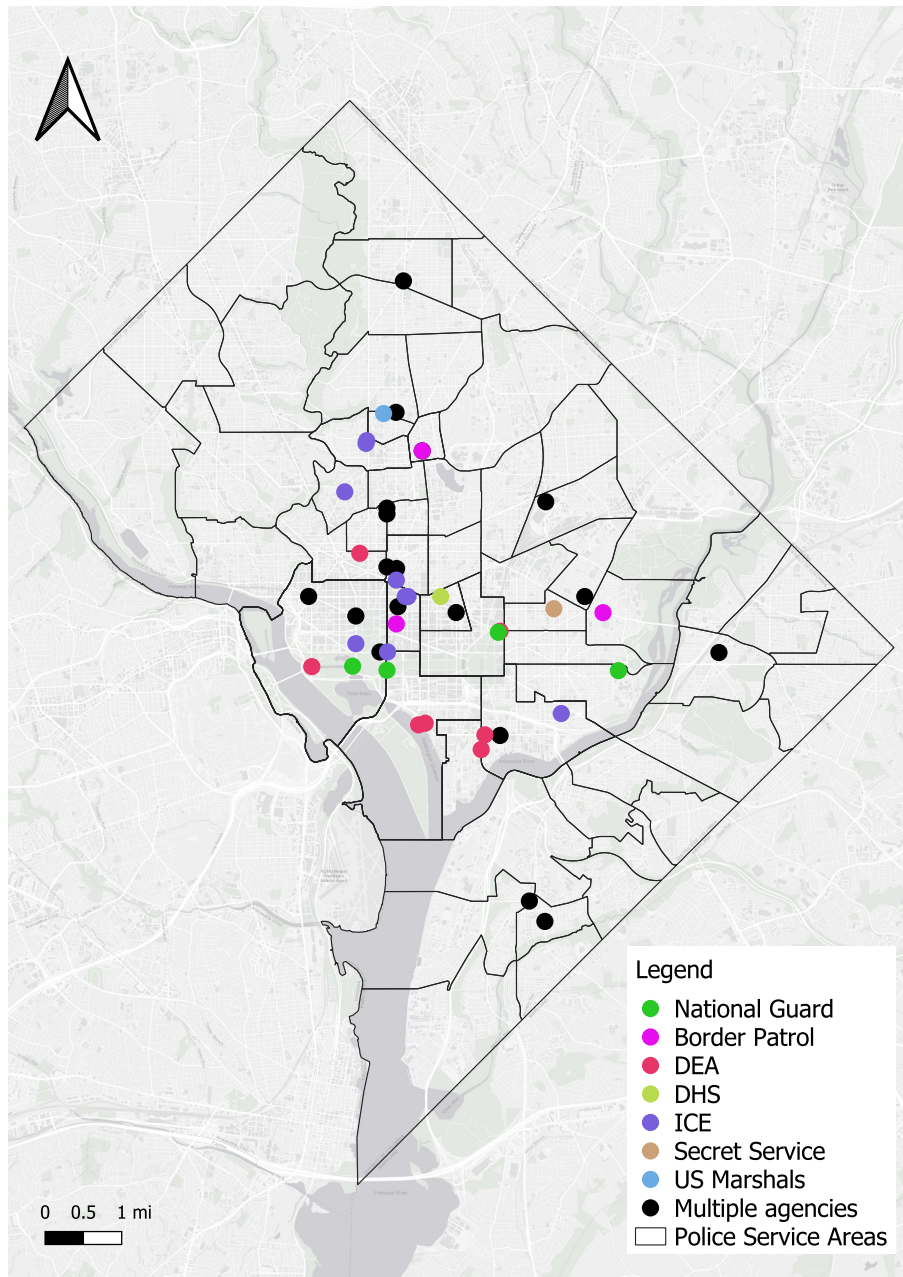 Legend
National Guard
Border Patrol
DEA
DHS
ICE
Secret Service
US Marshals
Multiple agencies
Police Service Areas
0 0.5 1 mi